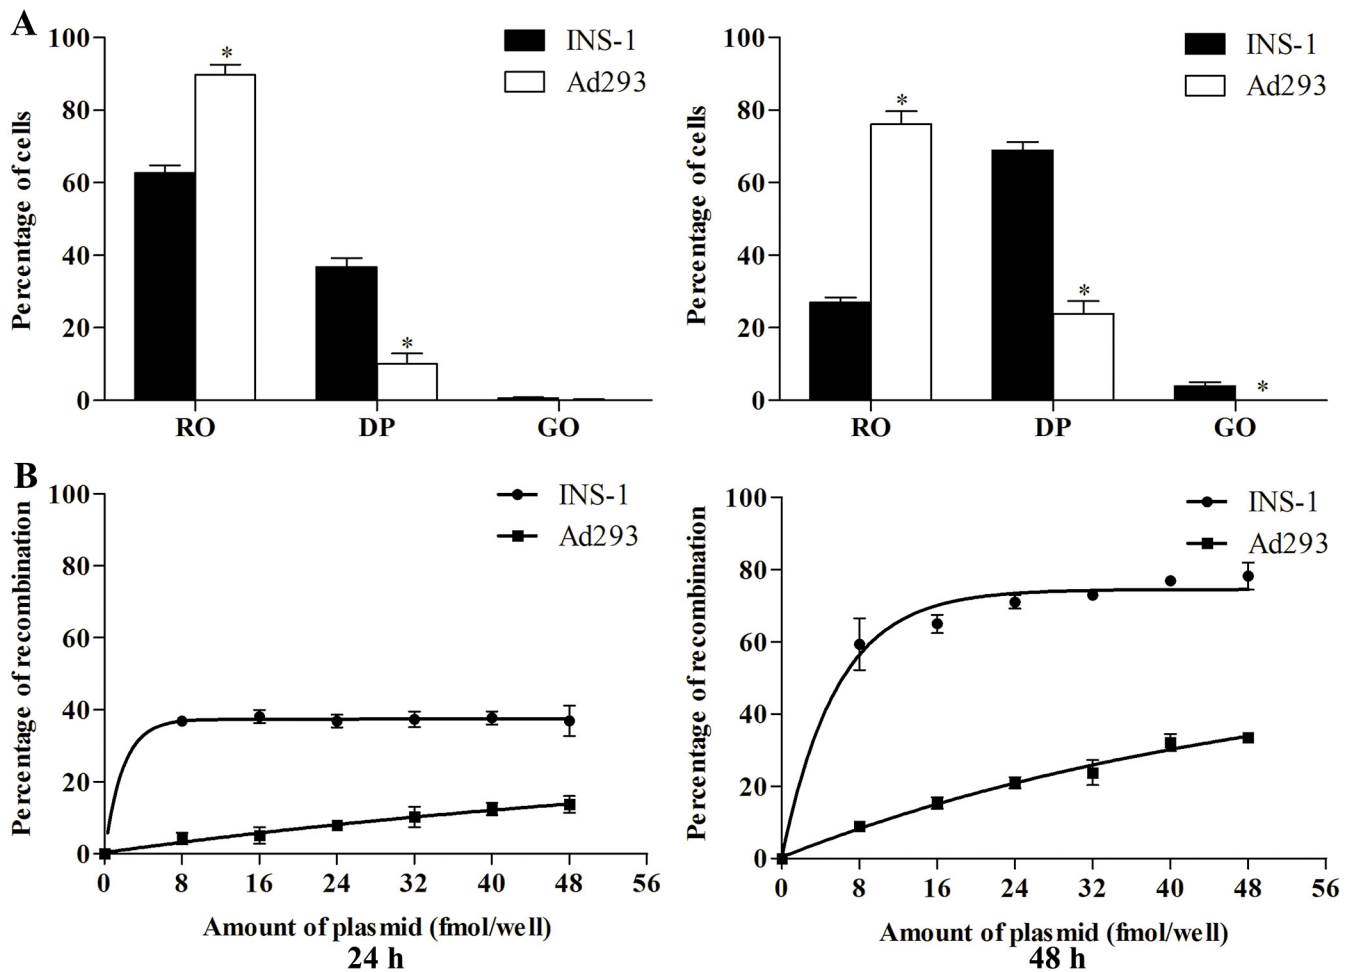 A
Percentage of cells
100
80
60
40
20
0
INS-1
Ad293
*
*
RO
DP
GO
Percentage of cells
100
80
60
40
20
0
INS-1
Ad293
*
*
*
RO
DP
GO
B
Percentage of recombination
100
80
60
40
20
0
INS-1
Ad293
0 8 16 24 32 40 48 56
Amount of plasmid (fmol/well)
24 h
Percentage of recombination
100
80
60
40
20
0
INS-1
Ad293
0 8 16 24 32 40 48 56
Amount of plasmid (fmol/well)
48 h